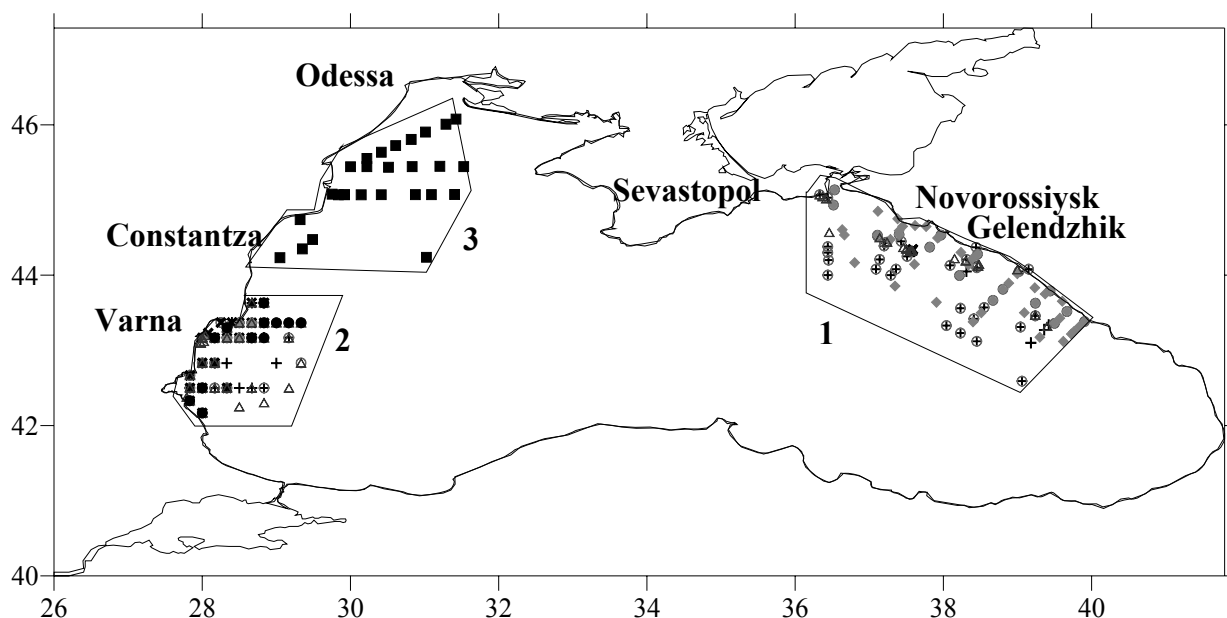 Odessa
46
Sevastopol
Novorossiysk
Gelendzhik
Constantza
3
44
Varna
2
1
42
40
26 28 30 32 34 36 38 40